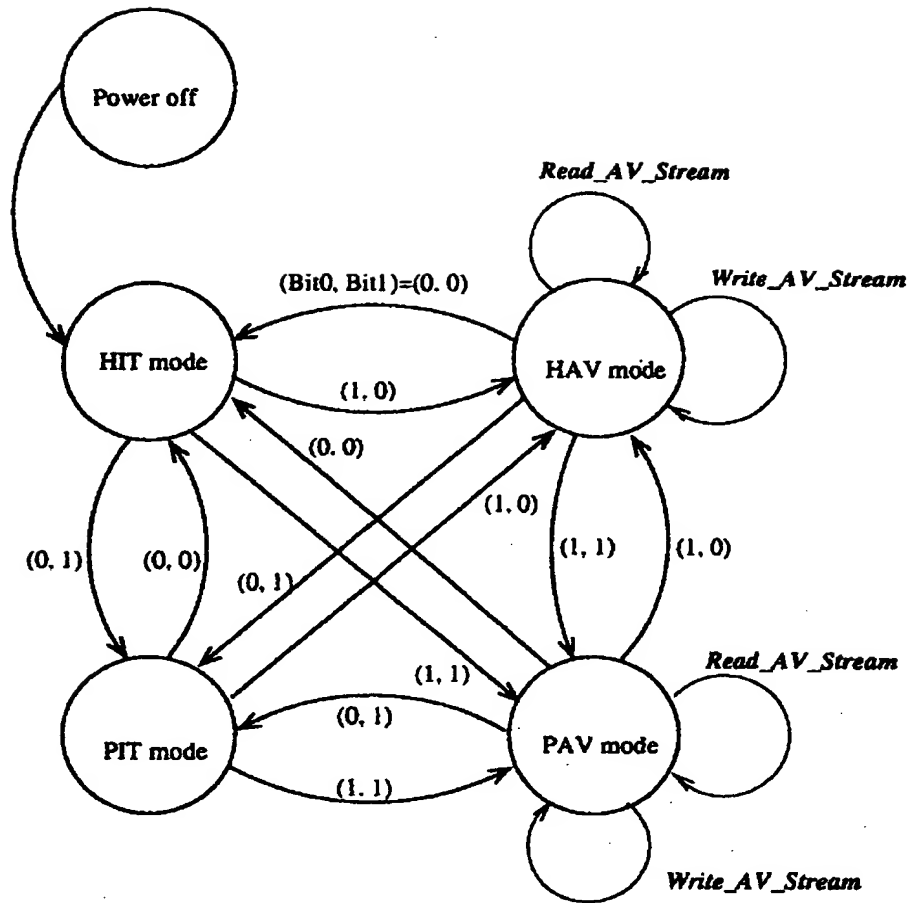 Power off
Read_AV_Stream
(Bit0, Bit1)=(0. 0)
Write_AV_Stream
HIT mode
HAV mode
(1, 0)
(0. 0)
(1, 0)
(0, 1)
(0, 0)
(0, 1)
(1, 1)
(1, 0)
(1, 1)
Read_AV_Stream
(0, 1)
PIT mode
PAV mode
(1. 1)
Write_AV_Stream